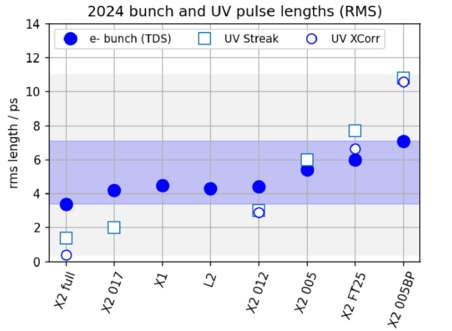 2024 bunch and UV pulse lengths (RMS)
e- bunch (TDS) UV Streak UV XCorr
rms length / ps
14
12
10
8
6
4
2
0
X2 full X2 017 X1 L2 X2 012 X2 005 X2 FT25 X2 005BP